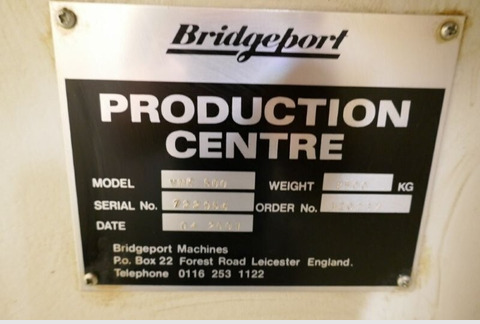 Bridgeport
PRODUCTION
CENTRE
MODEL WEIGHT KG
SERIAL No. ORDER No.
DATE
Bridgeport Machines
P.o. Box 22 Forest Road Leicester England.
Telephone 0116 253 1122